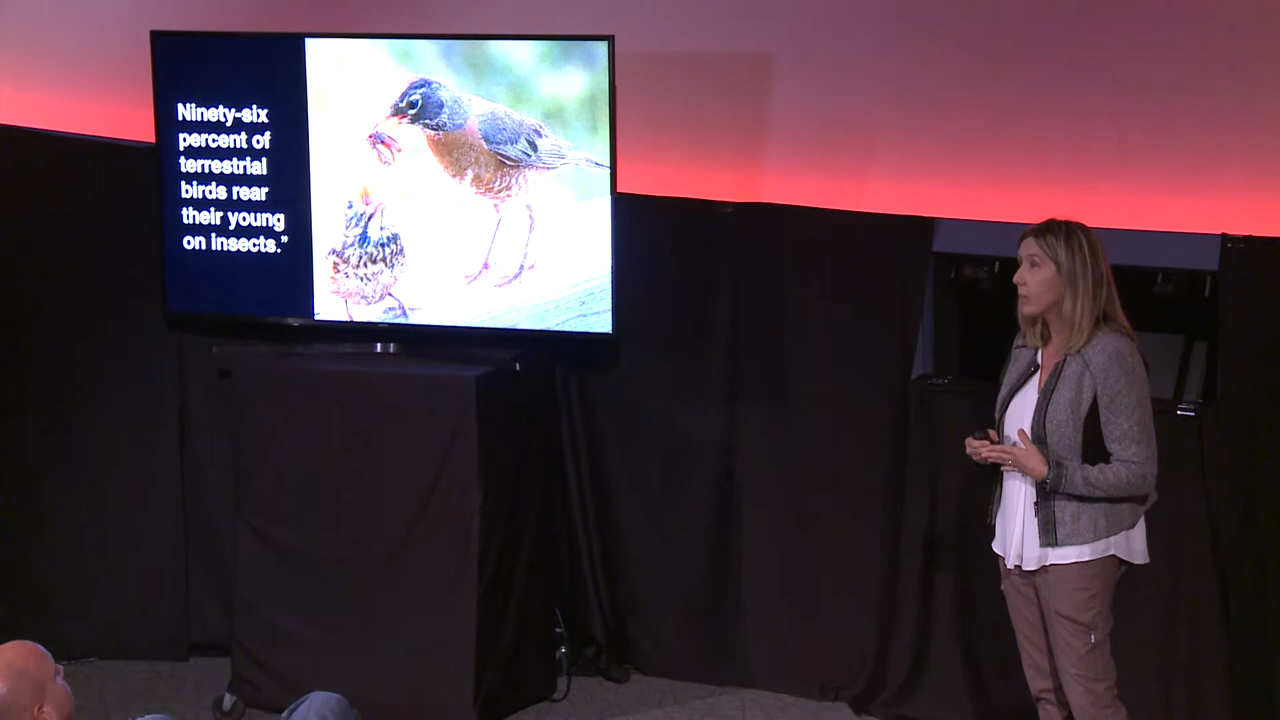 Ninety-six
percent of
terrestrial
birds rear
their young
on insects.”